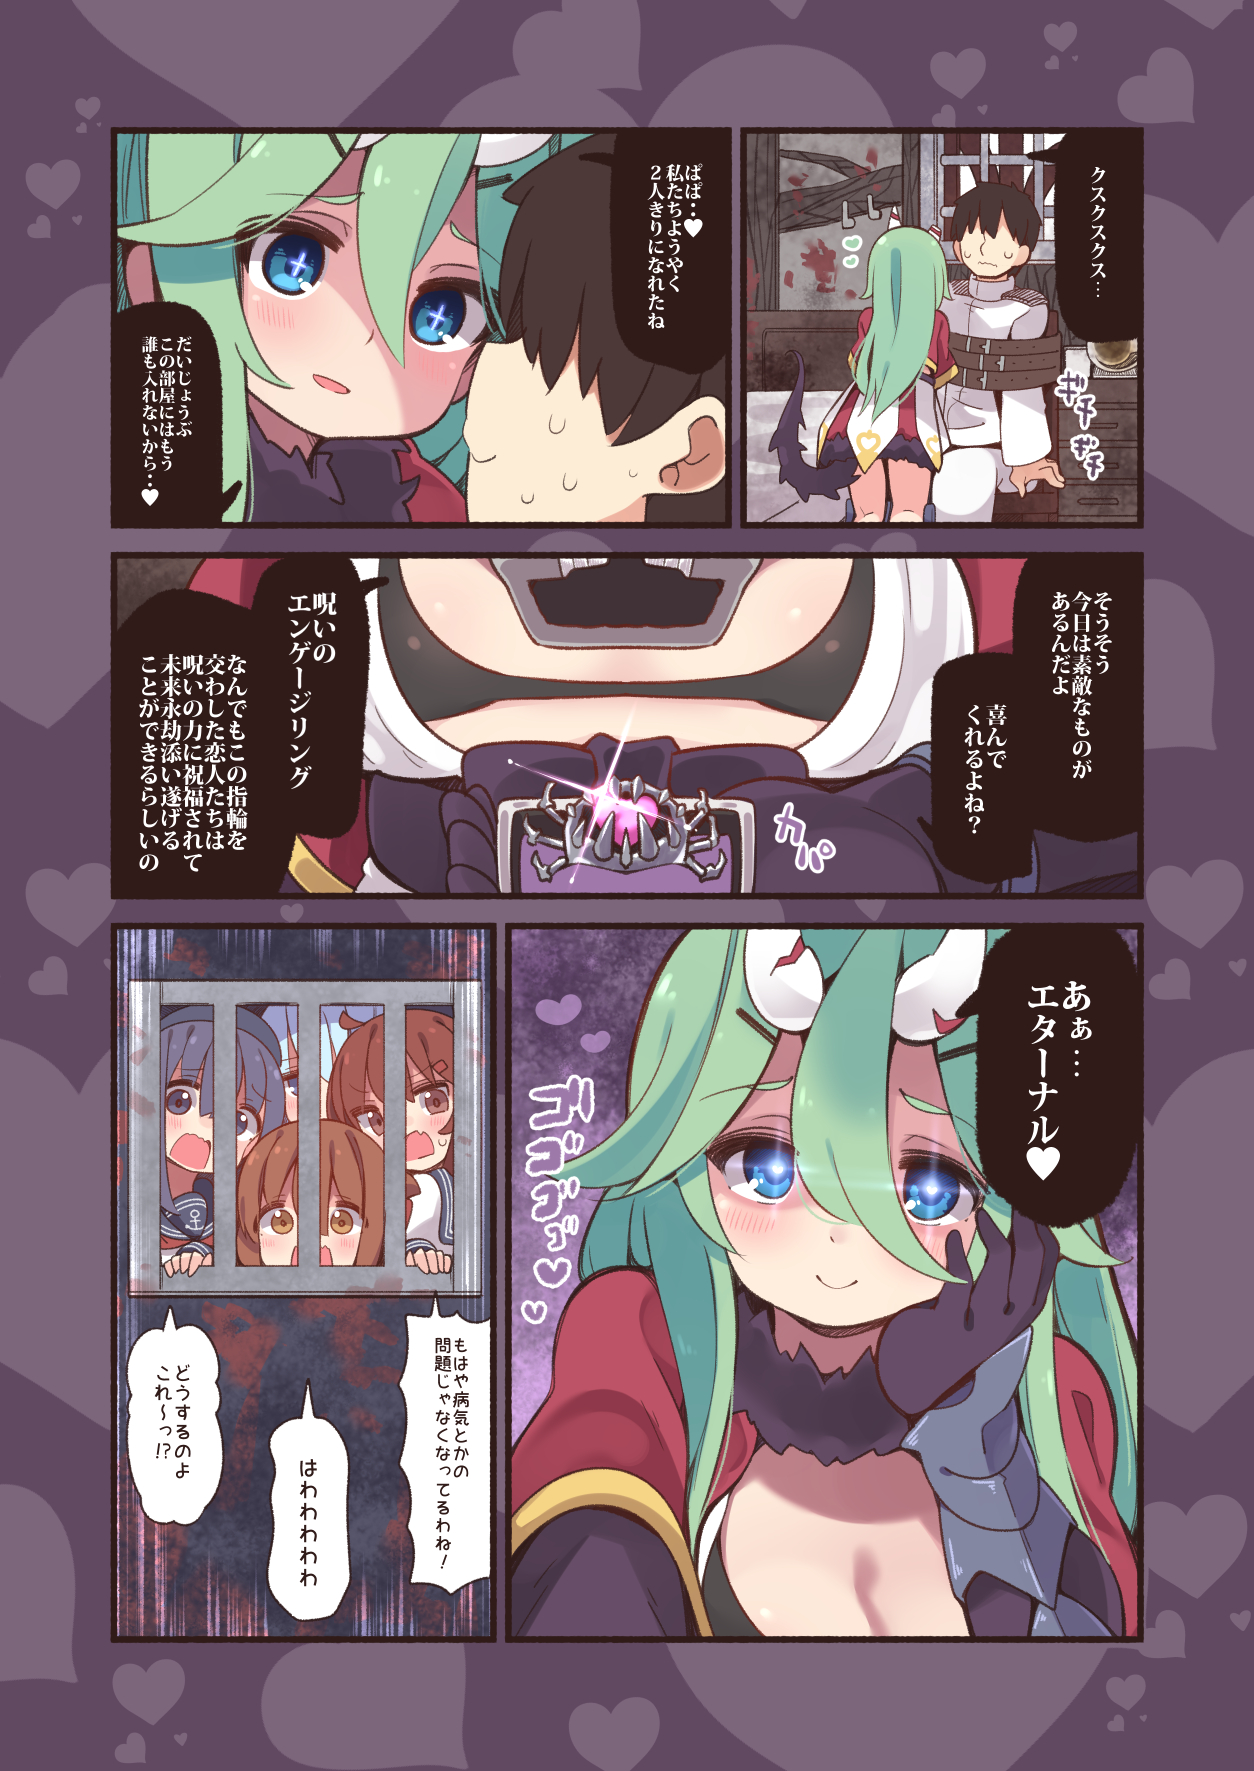 クスクスクス…
ギチ
ギギチ
ぱぱ…♥
私たちようやく
2人きりになれたね
だいじょうぶ
この部屋にはもう
誰も入れないから…♥
そうそう
今日は素敵なものが
あるんだよ
喜んで
くれるよね？
カパ
呪いの
エンゲージリング
なんでもこの指輪を
交わした恋人たちは
呪いの力に祝福されて
未来永劫添い遂げる
ことができるらしいの
あぁ…
エターナル♥
ゴゴゴゴ♡♡
もはや病気とかの
問題じゃなくなってるわね！
はわわわわわ
どうするのよ
これ〜っ!?